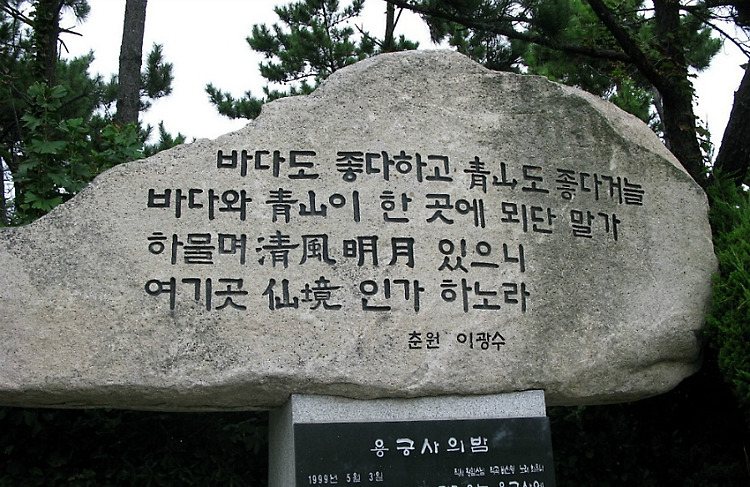 바다도 좋다하고 靑山도 좋다거늘
바다와 靑山이 한 곳에 뫼단 말가
하물며 淸風明月 있으니
여기곳 仙境 인가 하노라
춘원 이광수
용궁사의밤
1999년 5월 3일